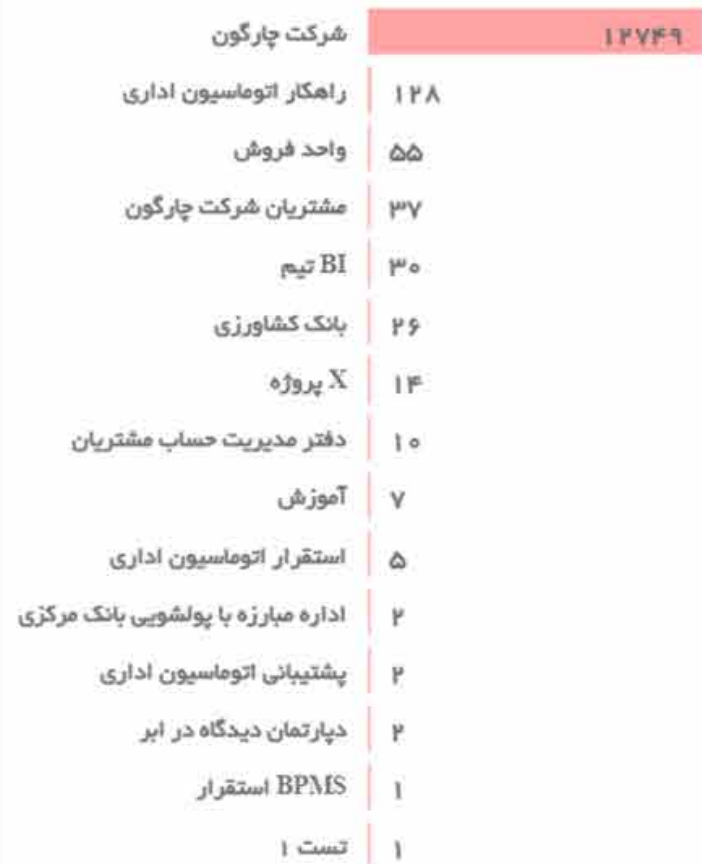 شرکت چارگون ۱۲۷۴۹
راهکار اتوماسیون اداری ۱۲۸
واحد فروش ۵۵
مشتریان شرکت چارگون ۳۷
BI تیم ۳۰
بانک کشاورزی ۲۶
X پروژه ۱۴
دفتر مدیریت حساب مشتریان ۱۰
آموزش ۷
استقرار اتوماسیون اداری ۵
اداره مبارزه با پولشویی بانک مرکزی ۲
پشتیبانی اتوماسیون اداری ۲
دپارتمان دیدگاه در ابر ۲
BPMS استقرار ۱
تست ۱ ۱